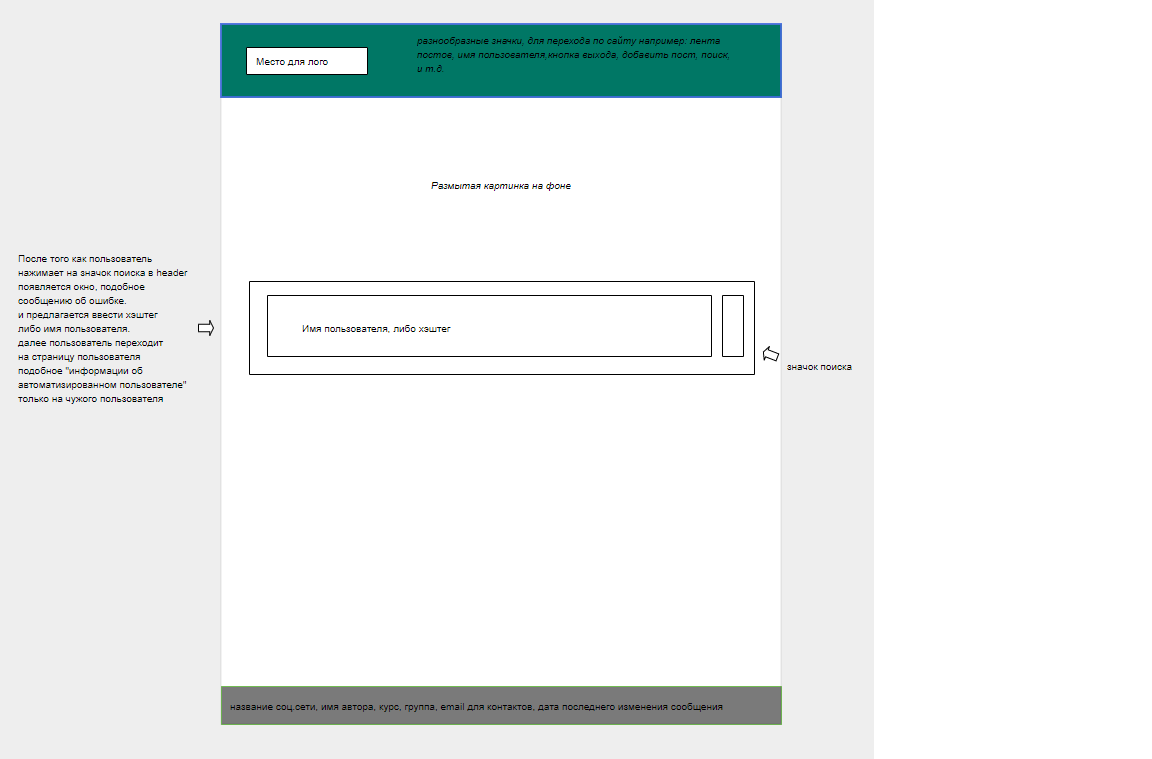 Место для лого
разнообразные значки, для перехода по сайту например: лента
постов, имя пользователя,кнопка выхода, добавить пост, поиск,
и т.д.
Размытая картинка на фоне
После того как пользователь
нажимает на значок поиска в header
появляется окно, подобное
сообщению об ошибке.
и предлагается ввести хэштег
либо имя пользователя.
далее пользователь переходит
на страницу пользователя
подобное "информации об
автоматизированном пользователе"
только на чужого пользователя
Имя пользователя, либо хэштег
значок поиска
название соц.сети, имя автора, курс, группа, email для контактов, дата последнего изменения сообщения